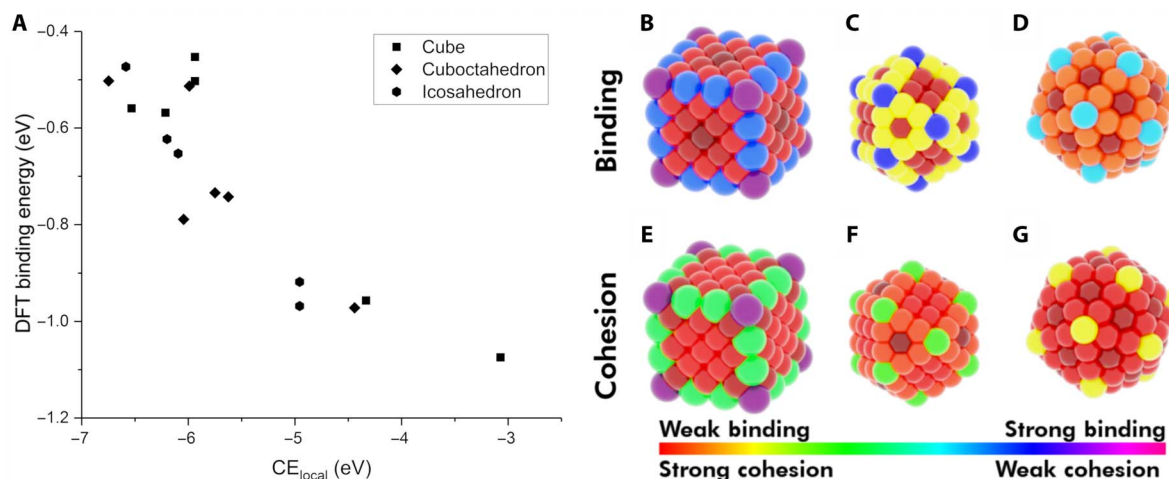 A
B
C
D
−0.4
−0.6
−0.8
−1.0
−1.2
DFT binding energy (eV)
Cube
Cuboctahedron
Icosahedron
−7
−6
−5
−4
−3
CElocal (eV)
Binding
E
F
G
Cohesion
Weak binding
Strong binding
Strong cohesion
Weak cohesion